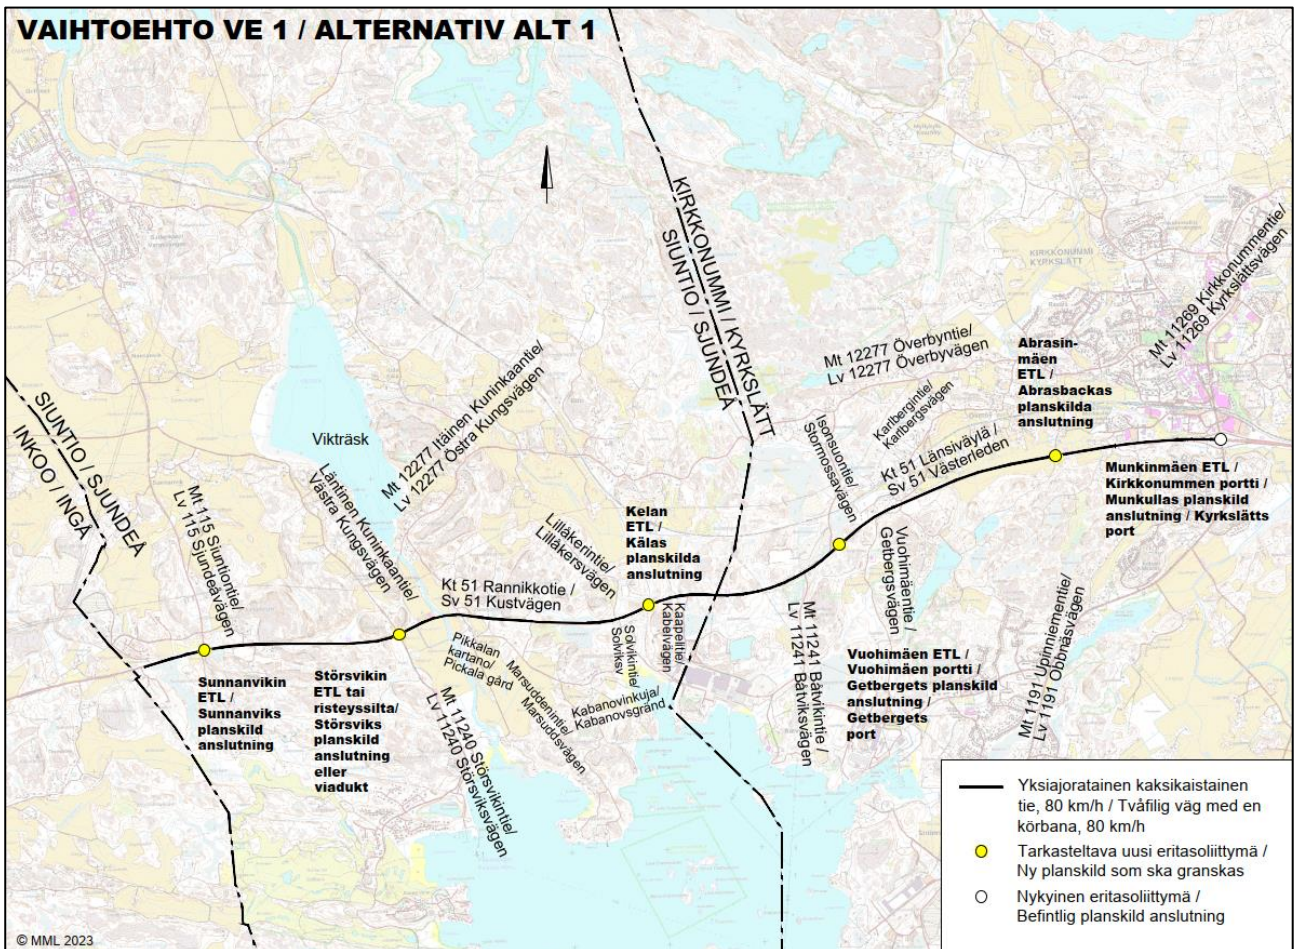 VAIHTOEHTO VE 1 / ALTERNATIV ALT 1
KIRKKONUMMI / KYRKSLÄTT
SIUNTIO / SJUNDEÅ
KIRKKONUMMI
KYRKSLÄTT
Mt 11269 Kirkkonummentie/
Lv 11269 Kyrkslättsvägen
Mt 12277 Överbyntie/
Lv 12277 Överbyvägen
Abrasin-
mäen
ETL /
Abrasbackas
planskilda
anslutning
SIUNTIO / SJUNDEÅ
INKOO / INGÅ
Vikträsk
Mt 12277 Itäinen Kuninkaantie/
Lv 12277 Östra Kungsvägen
Läntinen Kuninkaantie/
Västra Kungsvägen
Mt 115 Siuntiontie/
Lv 115 Sjundeåvägen
Karlbergintie/
Karlbergsvägen
Isonsuontie/
Stormossavägen
Kt 51 Länsiväylä /
Sv 51 Västerleden
Munkinmäen ETL /
Kirkkonummen portti /
Munkullas planskild
anslutning / Kyrkslätts
port
Kelan
ETL /
Kälas
planskilda
anslutning
Lilläkerintie/
Lillåkersvägen
Kt 51 Rannikkotie /
Sv 51 Kustvägen
Vuohimäentie /
Getbergsvägen
Pikkalan
kartano/
Pickala gård
Marsuddenintie/
Marsuddsvägen
Solvikintie/
Solviksv
Kaapelitie/
Kabelvägen
Kabanovinkuja/
Kabanovsgränd
Mt 11241 Båtvikintie /
Lv 11241 Båtviksvägen
Mt 1191 Upinniementie/
Lv 1191 Obbnäsvägen
Sunnanvikin
ETL /
Sunnanviks
planskild
anslutning
Störsvikin
ETL tai
risteyssilta/
Störsviks
planskild
anslutning
eller
viadukt
Mt 11240 Störsvikintie/
Lv 11240 Störsviksvägen
Vuohimäen ETL /
Vuohimäen portti /
Getbergets planskild
anslutning /
Getbergets
port
Yksiajoratainen kaksikaistainen
tie, 80 km/h / Tvåfilig väg med en
körbana, 80 km/h
Tarkasteltava uusi eritasoliittymä /
Ny planskild som ska granskas
Nykyinen eritasoliittymä /
Befintlig planskild anslutning
© MML 2023